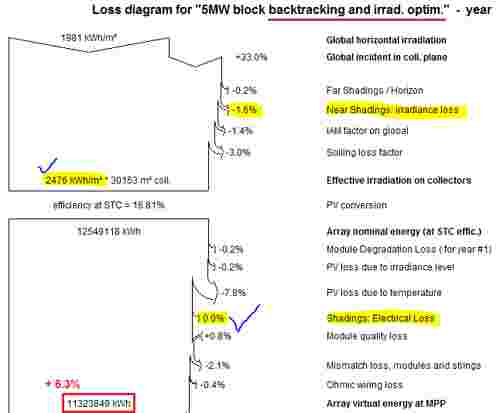 Loss diagram for "5MW block backtracking and irrad. optim." - year
1981 kWh/m² Global horizontal irradiation
+33.0% Global incident in coll. plane
-0.2% Far Shadings / Horizon
-1.6% Near Shadings: irradiance loss
-1.4% IAM factor on global
-3.0% Soiling loss factor
2476 kWh/m² * 30153 m² coll. Effective irradiation on collectors
efficiency at STC = 16.81% PV conversion
12549118 kWh Array nominal energy (at STC effic.)
-0.2% Module Degradation Loss ( for year #1)
-0.2% PV loss due to irradiance level
-7.8% PV loss due to temperature
0.0% Shadings: Electrical Loss
+0.8% Module quality loss
-2.1% Mismatch loss, modules and strings
+ 6.3% -0.4% Ohmic wiring loss
11323849 kWh Array virtual energy at MPP